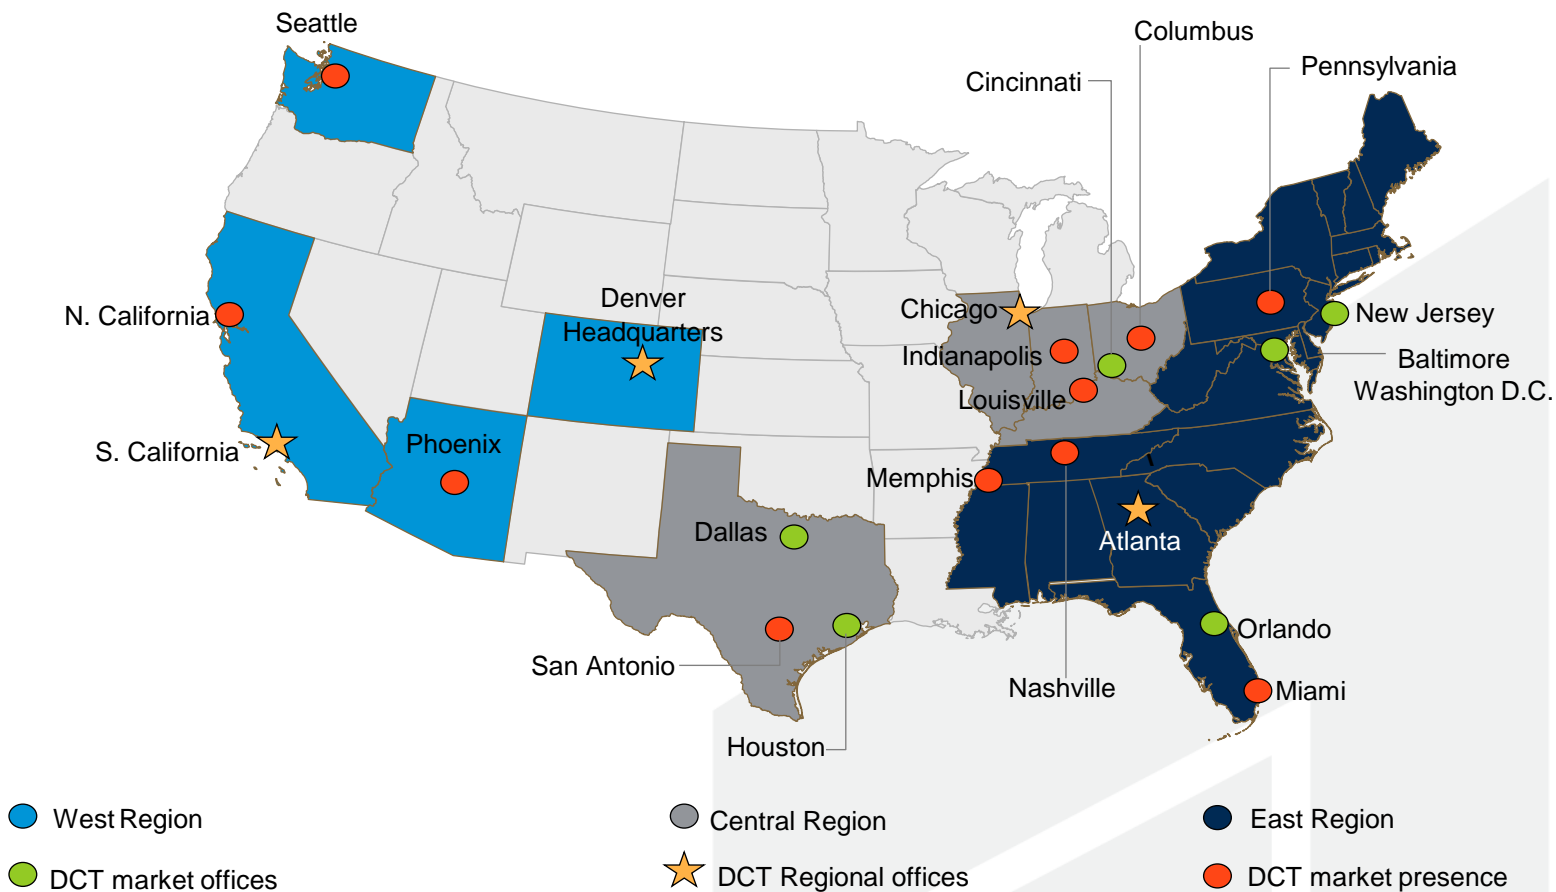 Seattle
Columbus
Cincinnati
Pennsylvania
N. California
Denver
Headquarters
Chicago
New Jersey
Indianapolis
Baltimore
Washington D.C.
Louisville
S. California
Phoenix
Memphis
Dallas
Atlanta
Orlando
San Antonio
Nashville
Miami
Houston
West Region
Central Region
East Region
DCT market offices
DCT Regional offices
DCT market presence